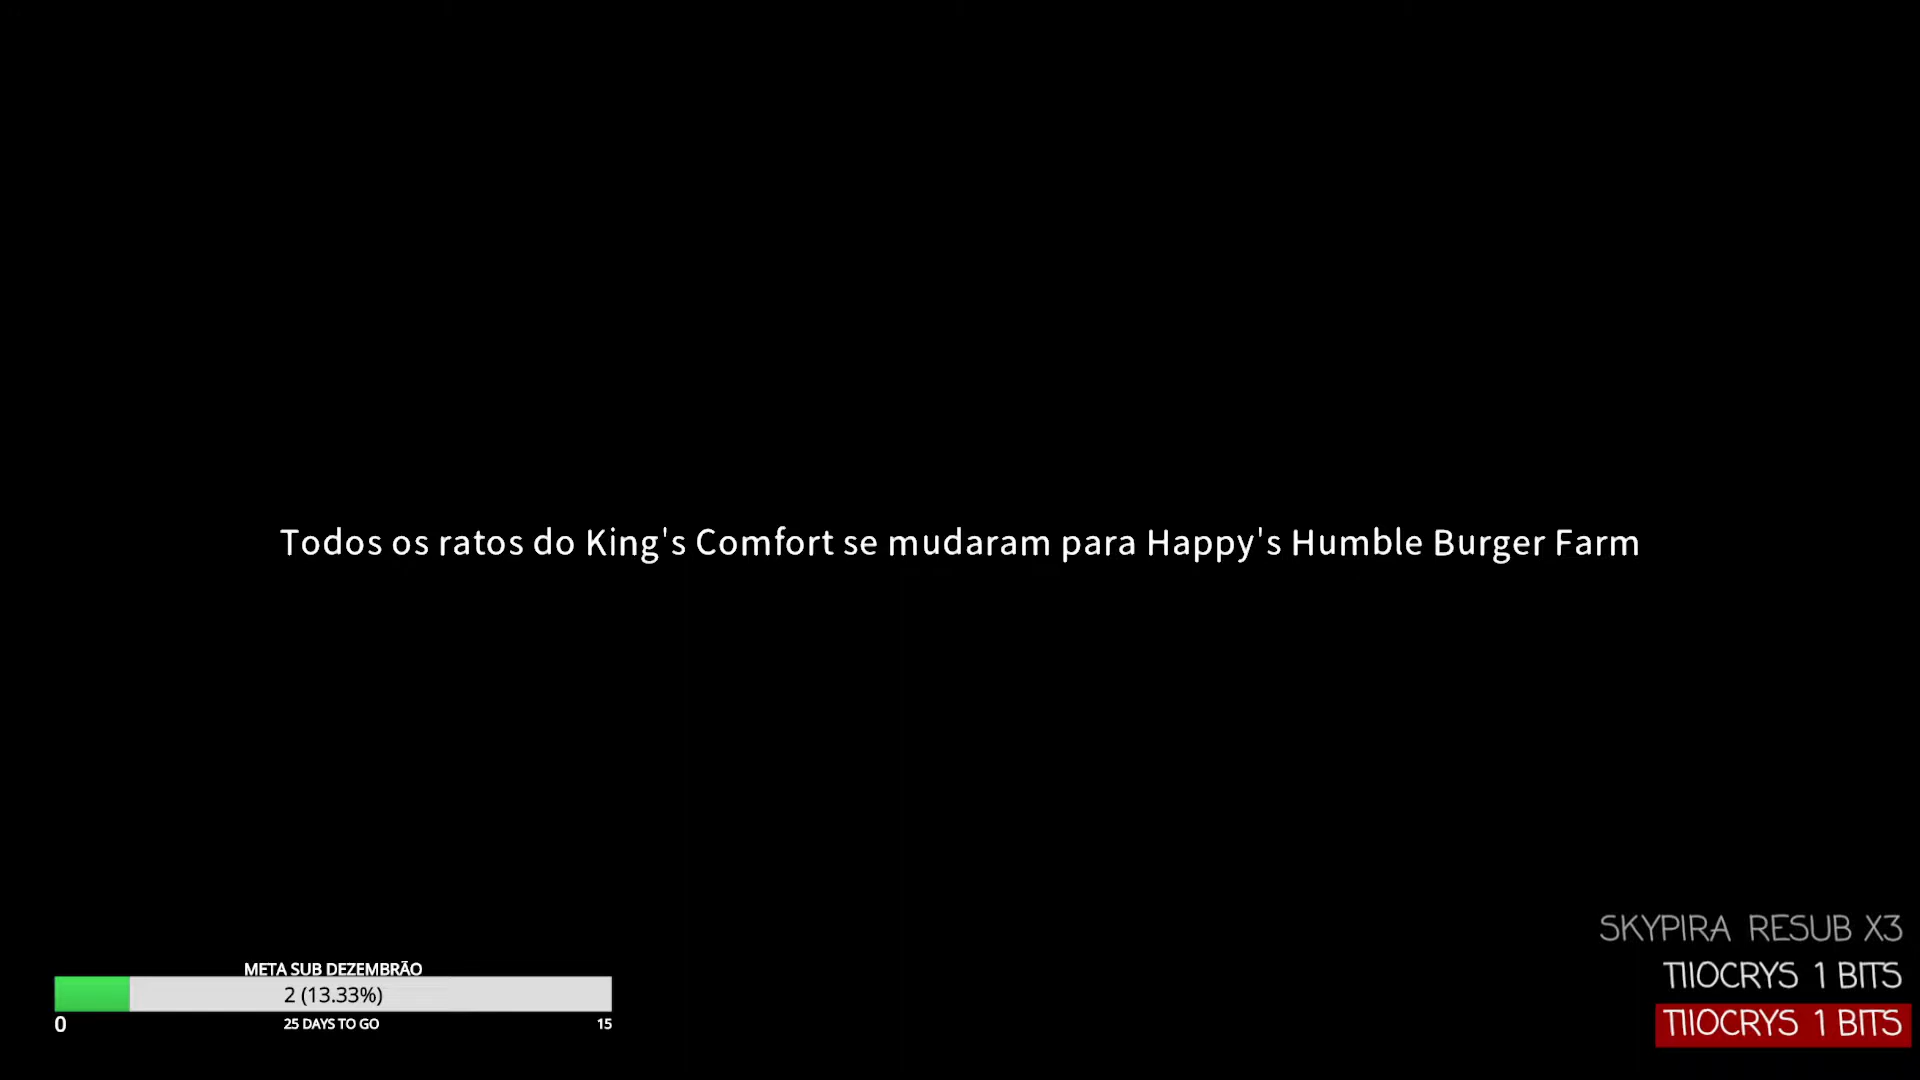 Todos os ratos do King's Comfort se mudaram para Happy's Humble Burger Farm
SKYPIRA RESUB X3
META SUB DEZEMBRÃO
TIIOCRYS 1 BITS
2 (13.33%)
0 25 DAYS TO GO 15
TIIOCRYS 1 BITS